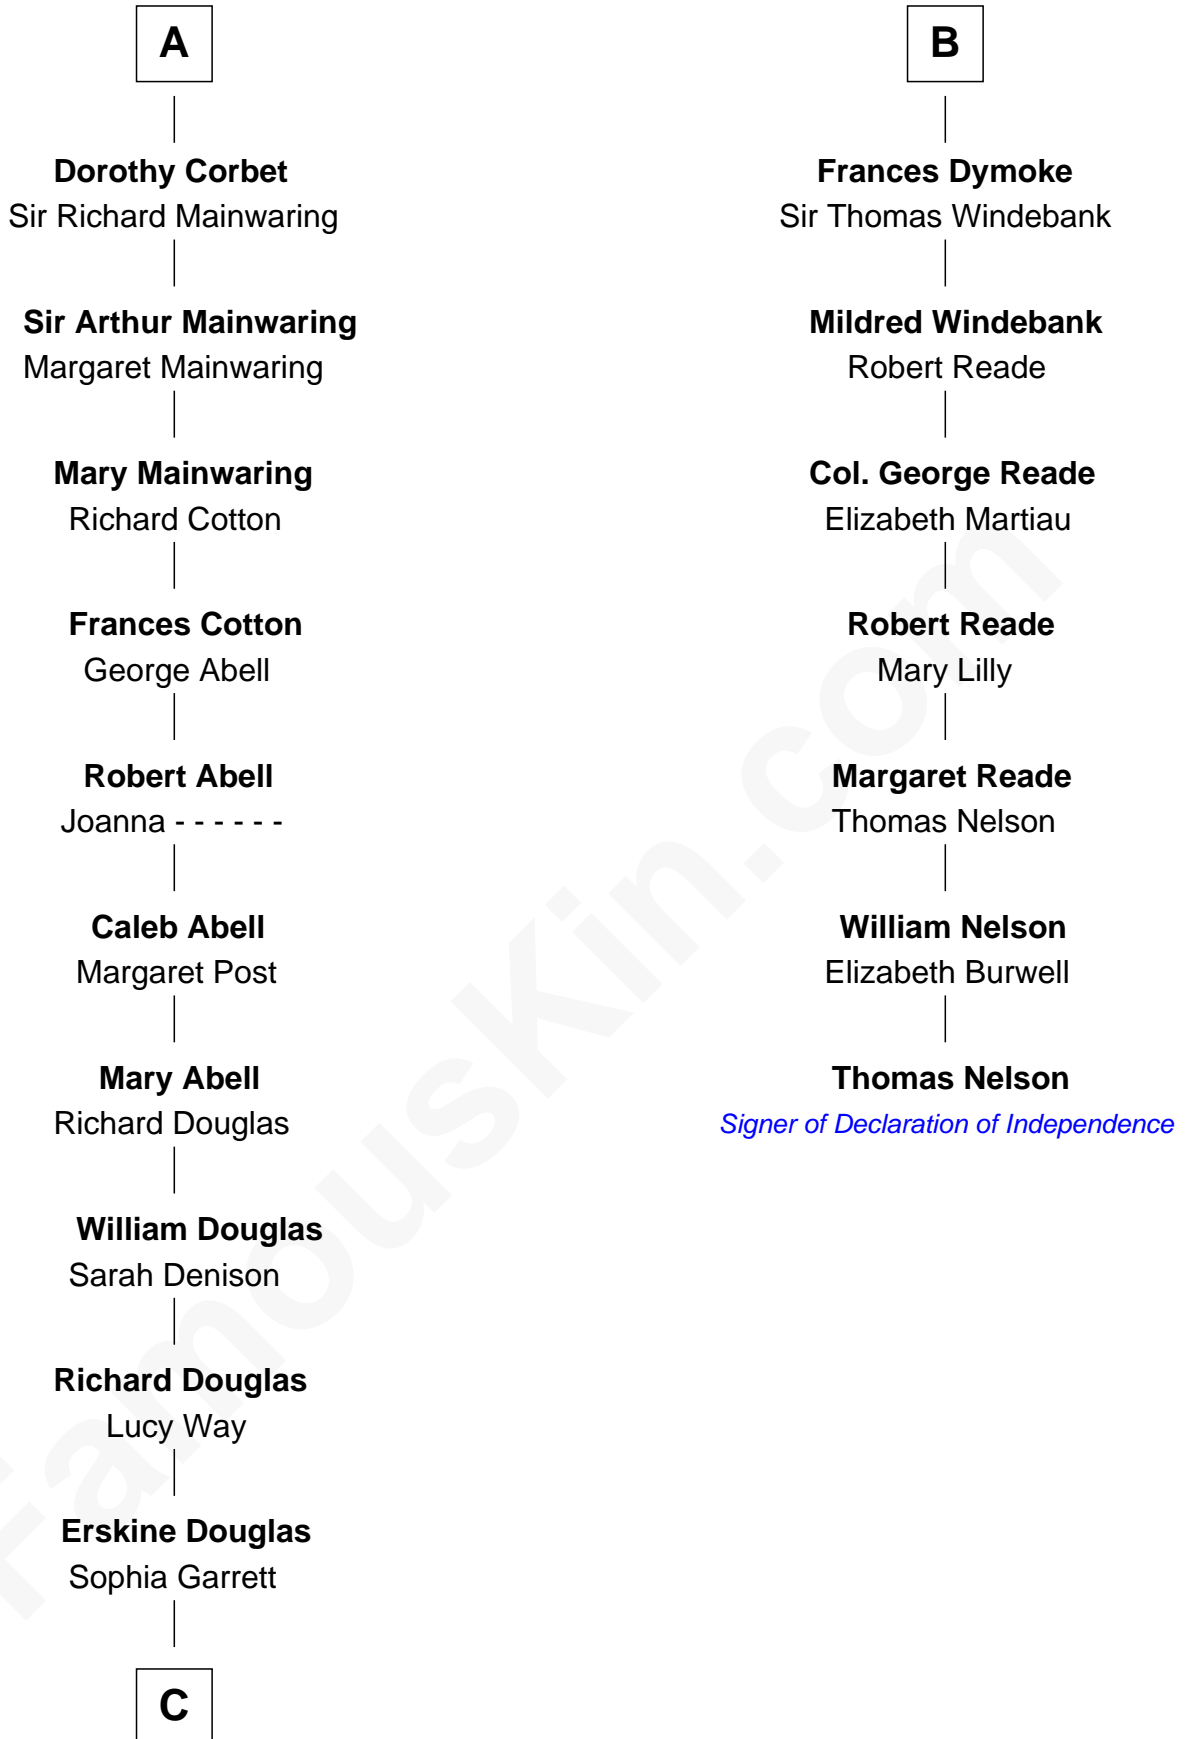 A
Dorothy Corbet
Sir Richard Mainwaring
Sir Arthur Mainwaring
Margaret Mainwaring
Mary Mainwaring
Richard Cotton
Frances Cotton
George Abell
Robert Abell
Joanna - - - - - -
Caleb Abell
Margaret Post
Mary Abell
Richard Douglas
William Douglas
Sarah Denison
Richard Douglas
Lucy Way
Erskine Douglas
Sophia Garrett
C
B
Frances Dymoke
Sir Thomas Windebank
Mildred Windebank
Robert Reade
Col. George Reade
Elizabeth Martiau
Robert Reade
Mary Lilly
Margaret Reade
Thomas Nelson
William Nelson
Elizabeth Burwell
Thomas Nelson
Signer of Declaration of Independence
FamousKin.com